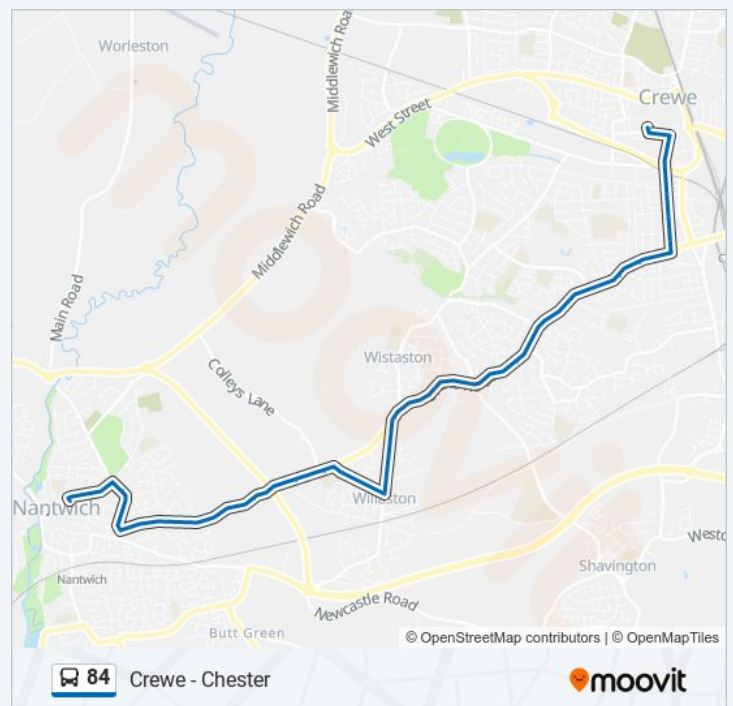 Worleston
Middlewich Road
Crewe
West Street
Middlewich Road
Main Road
Wistaston
Colleys Lane
Willaston
Nantwich
Shavington
Nantwich
Newcastle Road
Butt Green
© OpenStreetMap contributors | © OpenMapTiles
84 Crewe - Chester
moovit